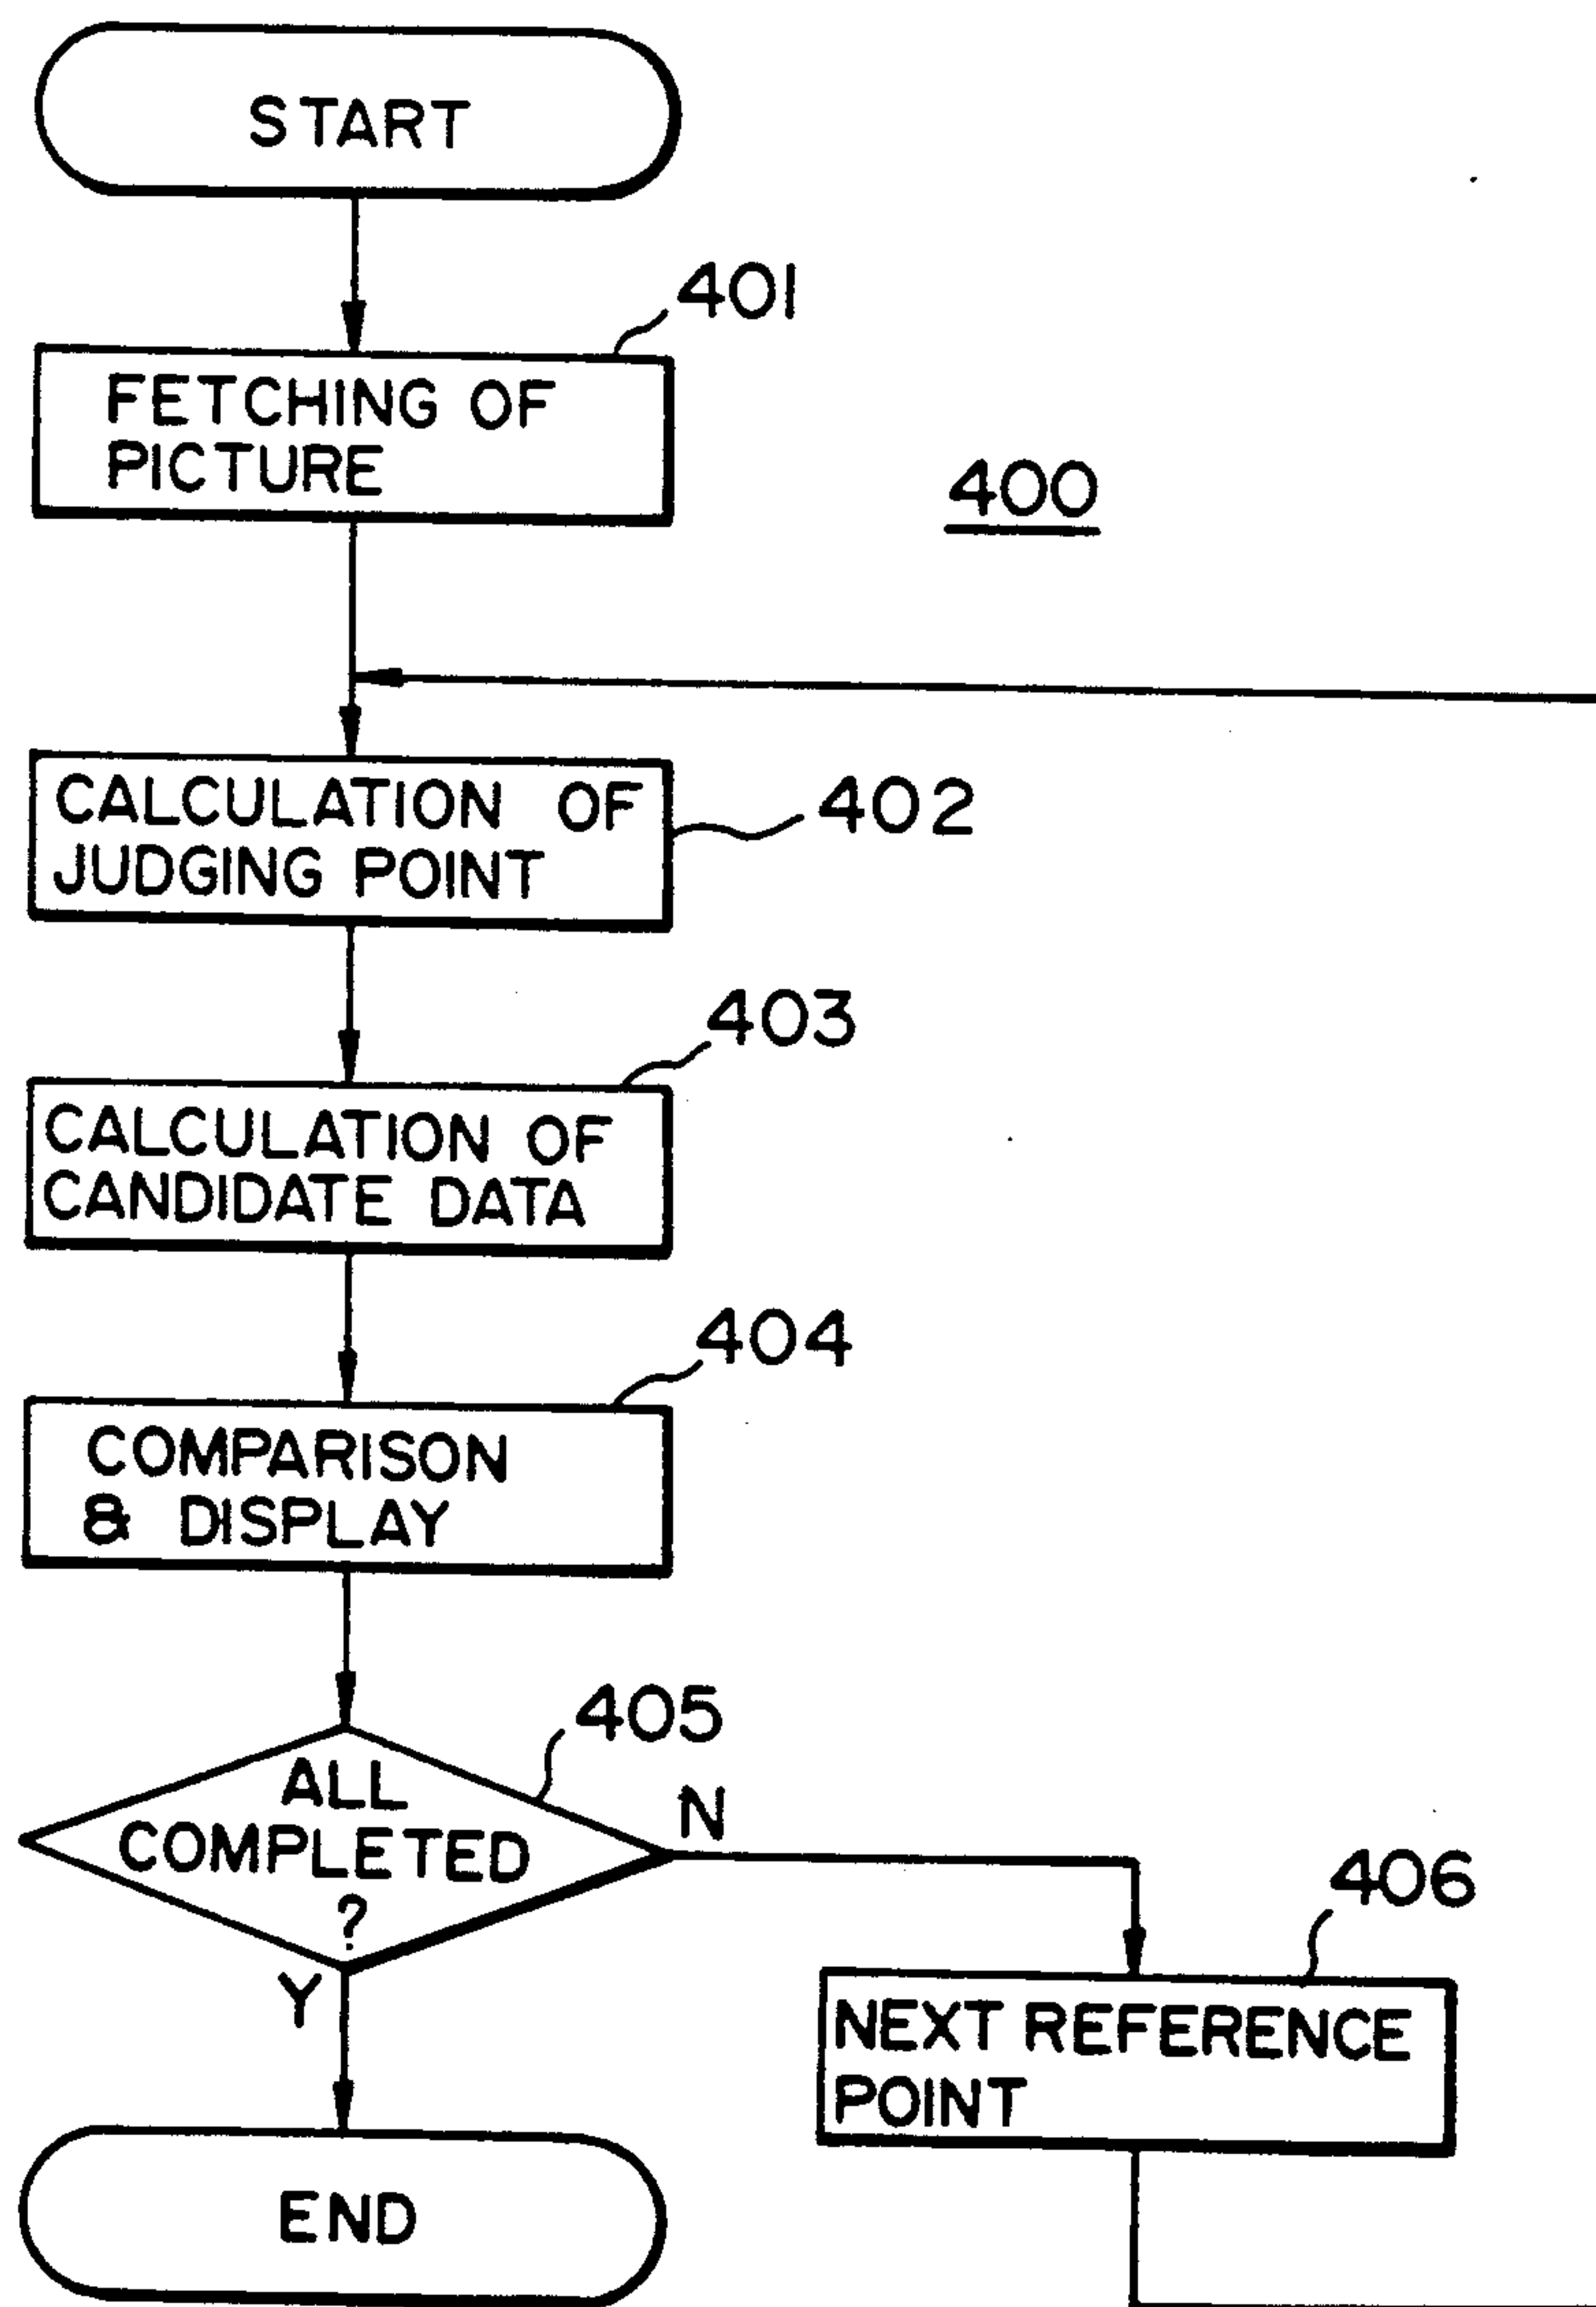 START
401
FETCHING OF
PICTURE
400
CALCULATION OF
JUDGING POINT
402
403
CALCULATION OF
CANDIDATE DATA
404
COMPARISON
& DISPLAY
405
ALL
COMPLETED
?
N
Y
406
NEXT REFERENCE
POINT
END